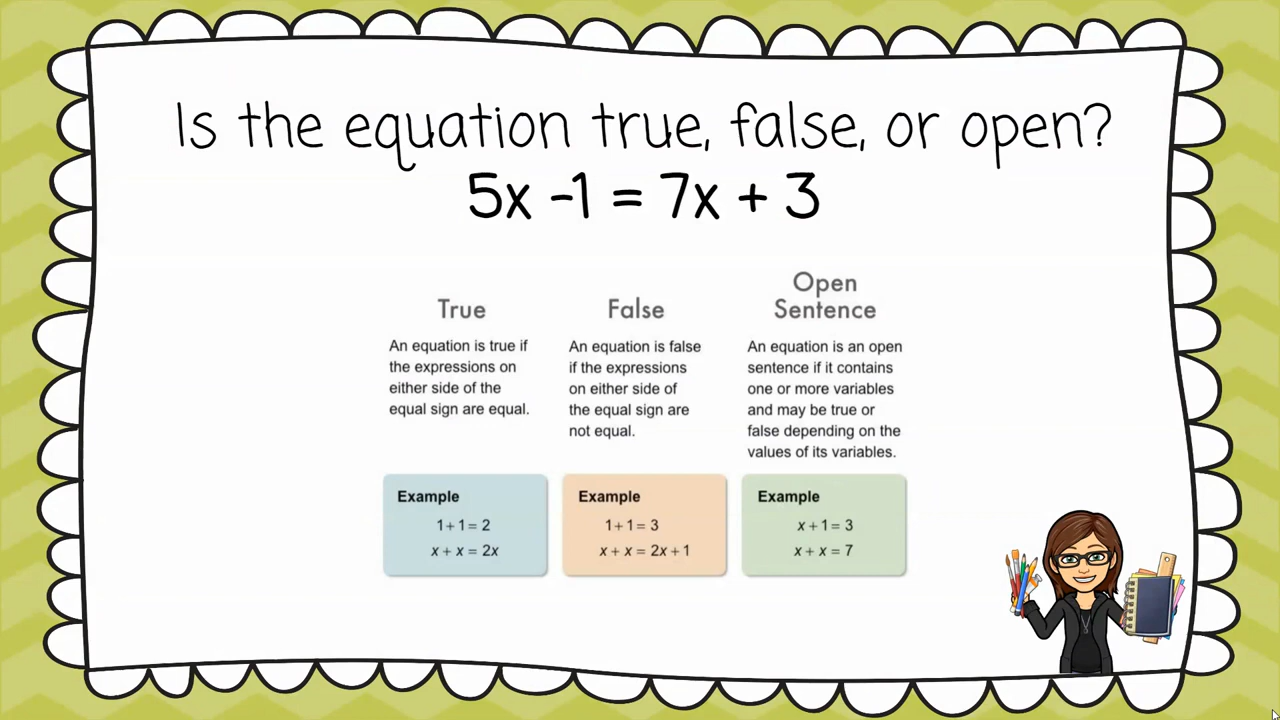 Is the equation true, false, or open?
5x -1 = 7x + 3
True
An equation is true if
the expressions on
either side of the
equal sign are equal.
Example
1 + 1 = 2
x + x = 2x
False
An equation is false
if the expressions
on either side of
the equal sign are
not equal.
Example
1 + 1 = 3
x + x = 2x + 1
Open
Sentence
An equation is an open
sentence if it contains
one or more variables
and may be true or
false depending on the
values of its variables.
Example
x + 1 = 3
x + x = 7